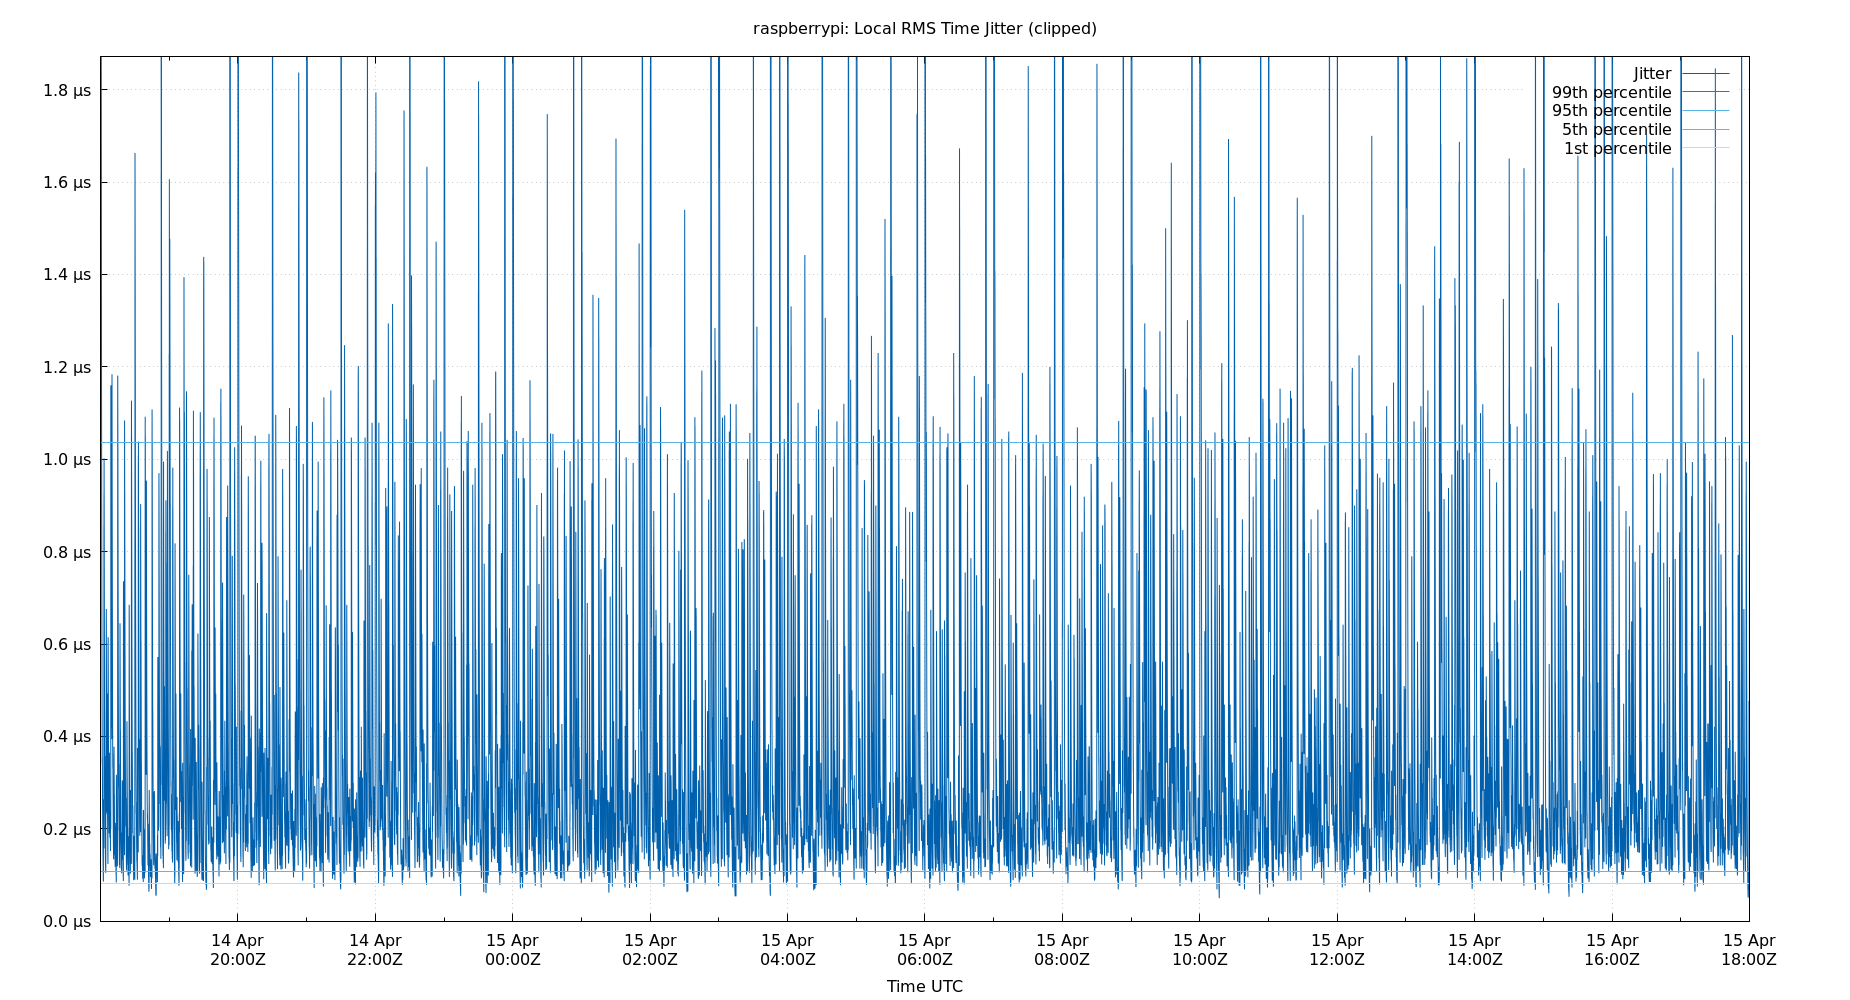 raspberrypi: Local RMS Time Jitter (clipped)
1.8 μs
1.6 μs
1.4 μs
1.2 μs
1.0 μs
0.8 μs
0.6 μs
0.4 μs
0.2 μs
0.0 μs
Jitter
99th percentile
95th percentile
5th percentile
1st percentile
14 Apr 14 Apr 15 Apr 15 Apr 15 Apr 15 Apr 15 Apr 15 Apr 15 Apr 15 Apr 15 Apr 15 Apr
20:00Z 22:00Z 00:00Z 02:00Z 04:00Z 06:00Z 08:00Z 10:00Z 12:00Z 14:00Z 16:00Z 18:00Z
Time UTC